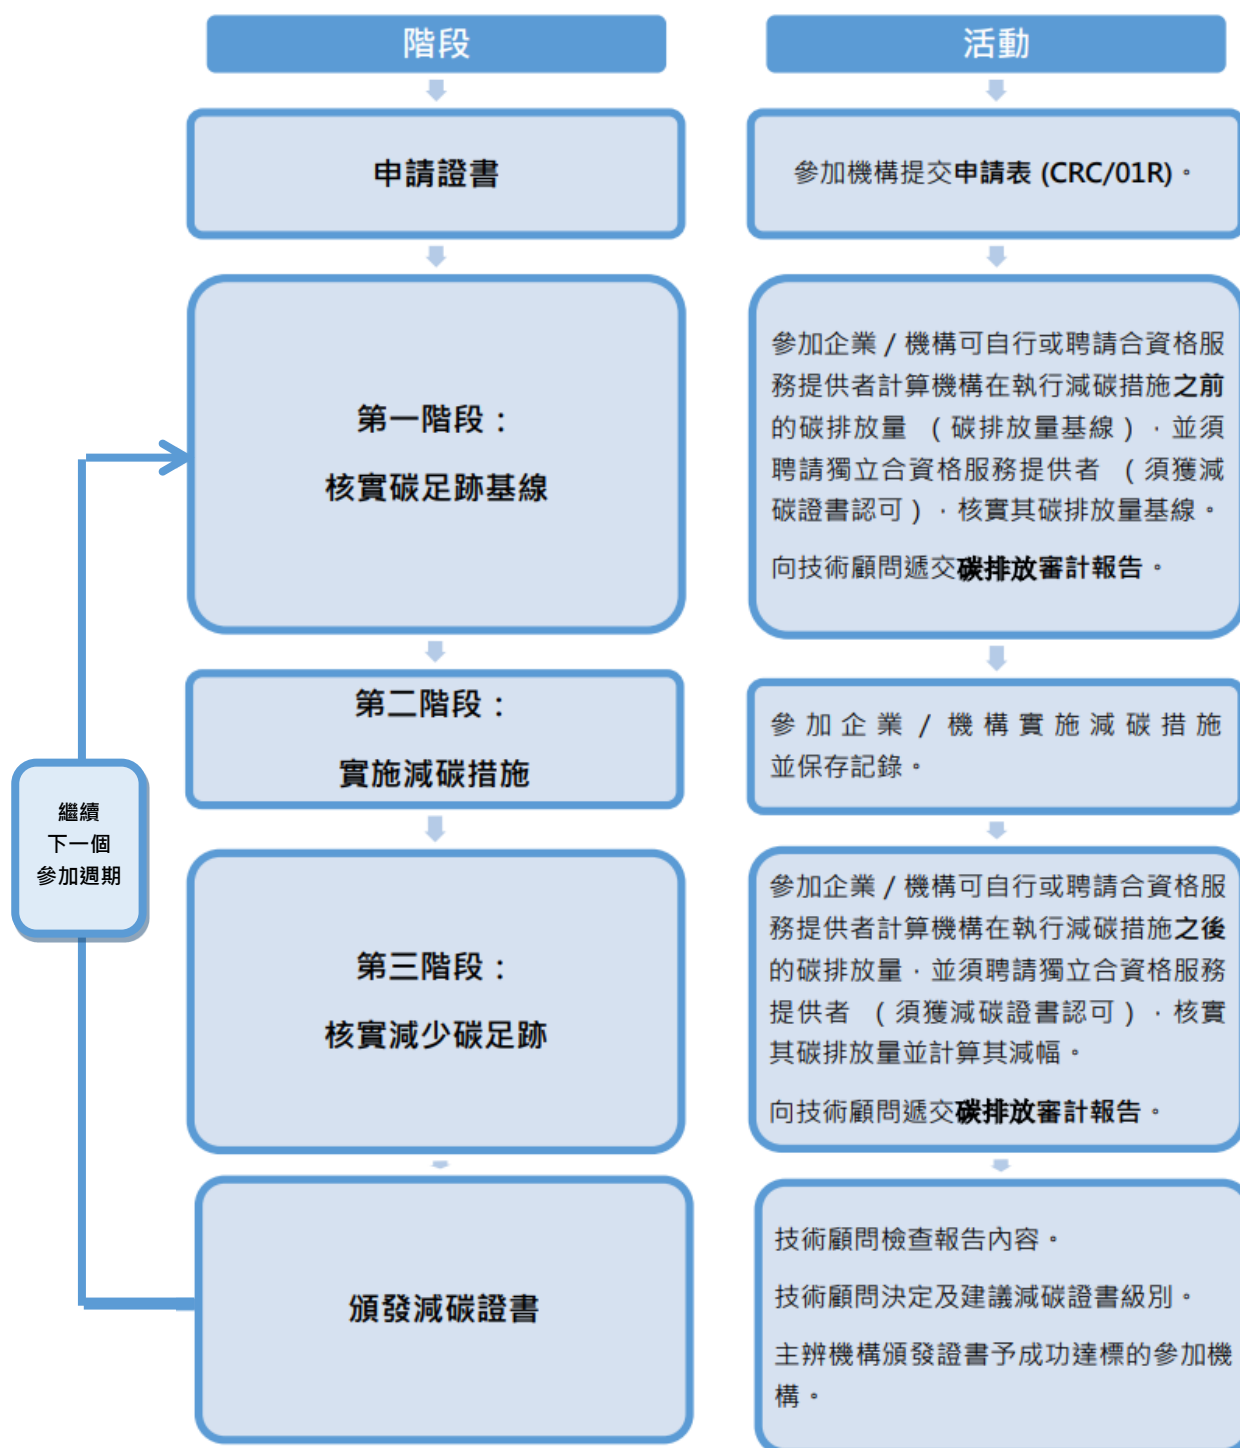 階段
活動
申請證書
參加機構提交申請表 (CRC/01R)。
第一階段：
核實碳足跡基線
參加企業 / 機構可自行或聘請合資格服
務提供者計算機構在執行減碳措施之前
的碳排放量 （碳排放量基線），並須
聘請獨立合資格服務提供者 （須獲減
碳證書認可），核實其碳排放量基線。
向技術顧問遞交碳排放審計報告。
第二階段：
實施減碳措施
參加企業 / 機構實施減碳措施
並保存記錄。
繼續
下一個
參加週期
第三階段：
核實減少碳足跡
參加企業 / 機構可自行或聘請合資格服
務提供者計算機構在執行減碳措施之後
的碳排放量，並須聘請獨立合資格服務
提供者 （須獲減碳證書認可），核實
其碳排放量並計算其減幅。
向技術顧問遞交碳排放審計報告。
頒發減碳證書
技術顧問檢查報告內容。
技術顧問決定及建議減碳證書級別。
主辨機構頒發證書予成功達標的參加機
構。